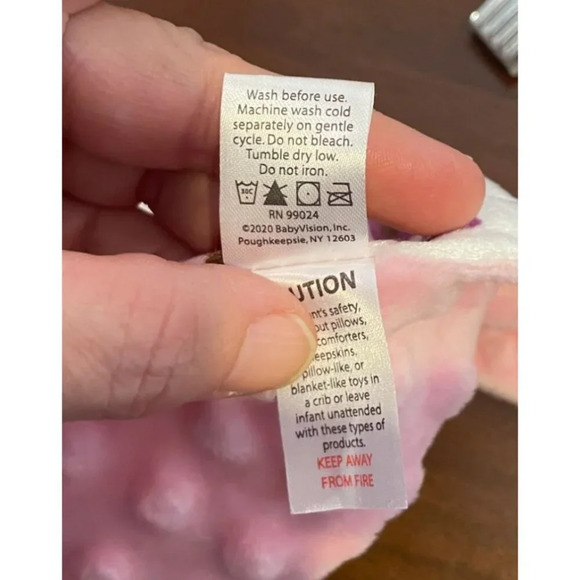 Wash before use.
Machine wash cold
separately on gentle
cycle. Do not bleach.
Tumble dry low.
Do not iron.
30C
RN 99024
©2020 BabyVision, Inc.
Poughkeepsie, NY 12603
safety,
pillows,
comforters,
pillow-like, or
blanket-like toys in
a crib or leave
infant unattended
with these types of
products.
KEEP AWAY
FROM FIRE